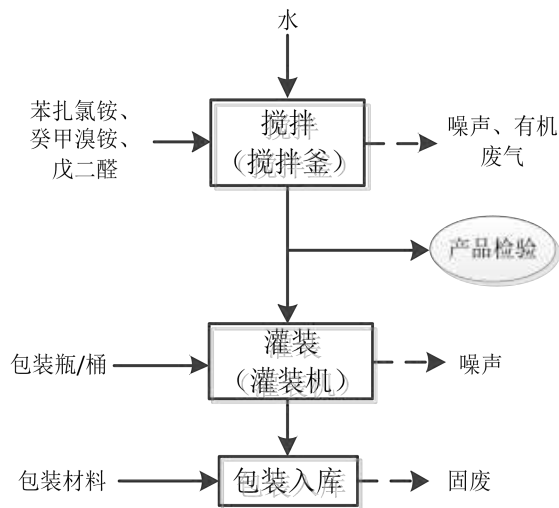 水
苯扎氯铵、
癸甲溴铵、
戊二醛
搅拌
（搅拌釜）
噪声、有机
废气
产品检验
包装瓶/桶
灌装
（灌装机）
噪声
包装材料
包装入库
固废